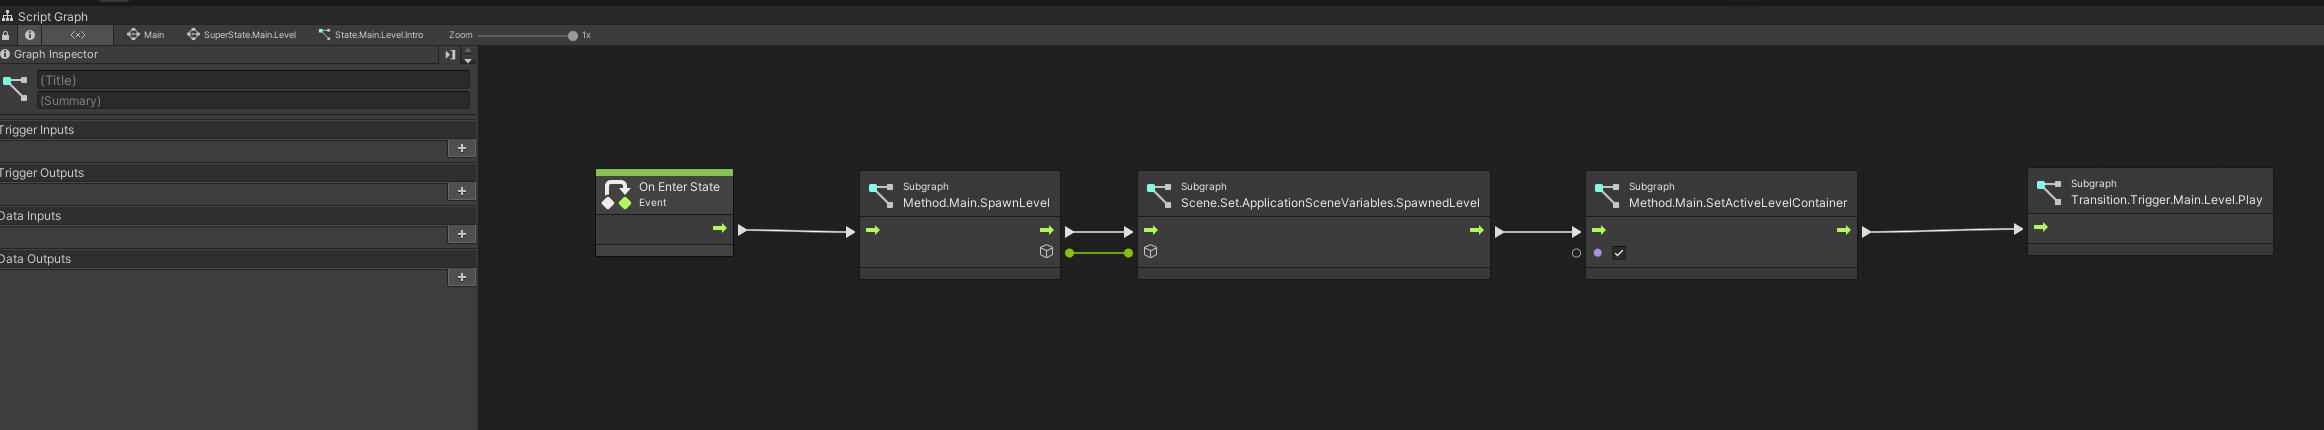 Script Graph
<x> Main SuperState.Main.Level State.Main.Level.Intro Zoom 1x
Graph Inspector
(Title)
(Summary)
Trigger Inputs
Trigger Outputs
Data Inputs
Data Outputs
On Enter State
Event
Subgraph
Method.Main.SpawnLevel
Subgraph
Scene.Set.ApplicationSceneVariables.SpawnedLevel
Subgraph
Method.Main.SetActiveLevelContainer
Subgraph
Transition.Trigger.Main.Level.Play